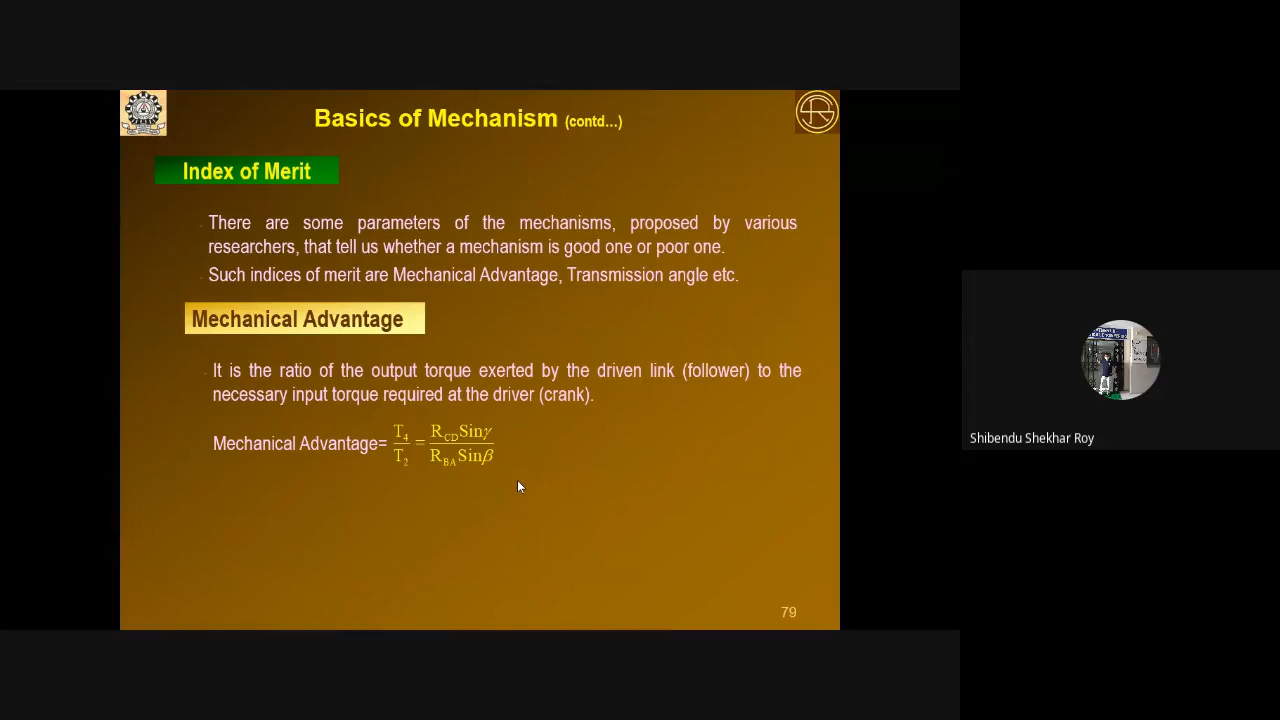 Basics of Mechanism (contd...)
Index of Merit
There are some parameters of the mechanisms, proposed by various
researchers, that tell us whether a mechanism is good one or poor one.
Such indices of merit are Mechanical Advantage, Transmission angle etc.
Mechanical Advantage
It is the ratio of the output torque exerted by the driven link (follower) to the
necessary input torque required at the driver (crank).
Mechanical Advantage= T₄/T₂ = R_CD Sinγ / R_BA Sinβ
79
Shibendu Shekhar Roy